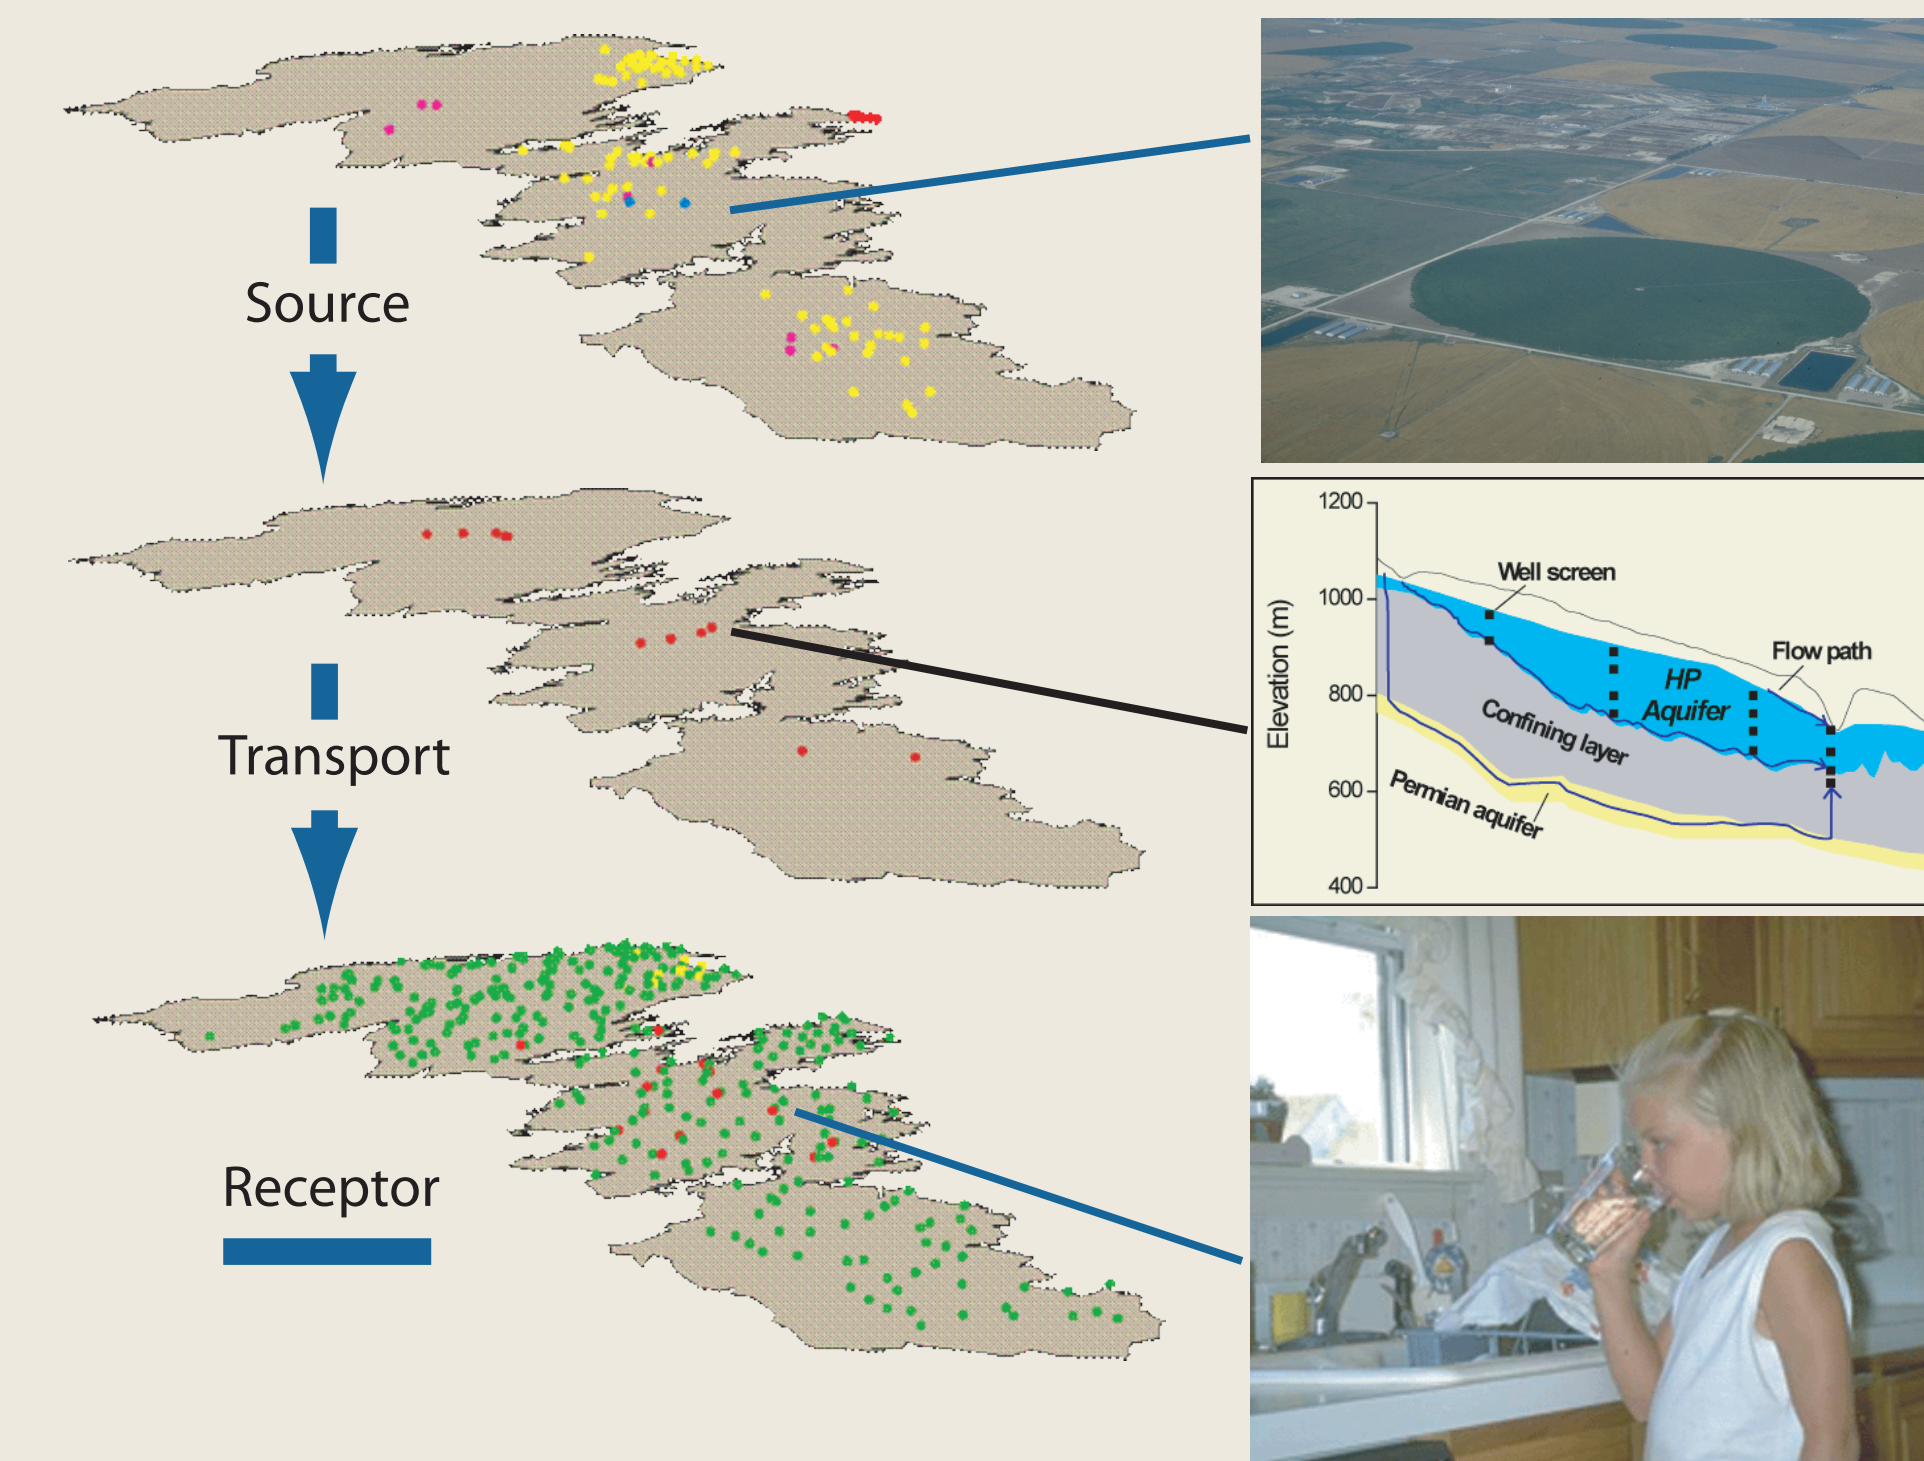 Source
Transport
Receptor
1200
1000
800
600
400
Elevation (m)
Well screen
Flow path
HP
Aquifer
Confining layer
Permian aquifer